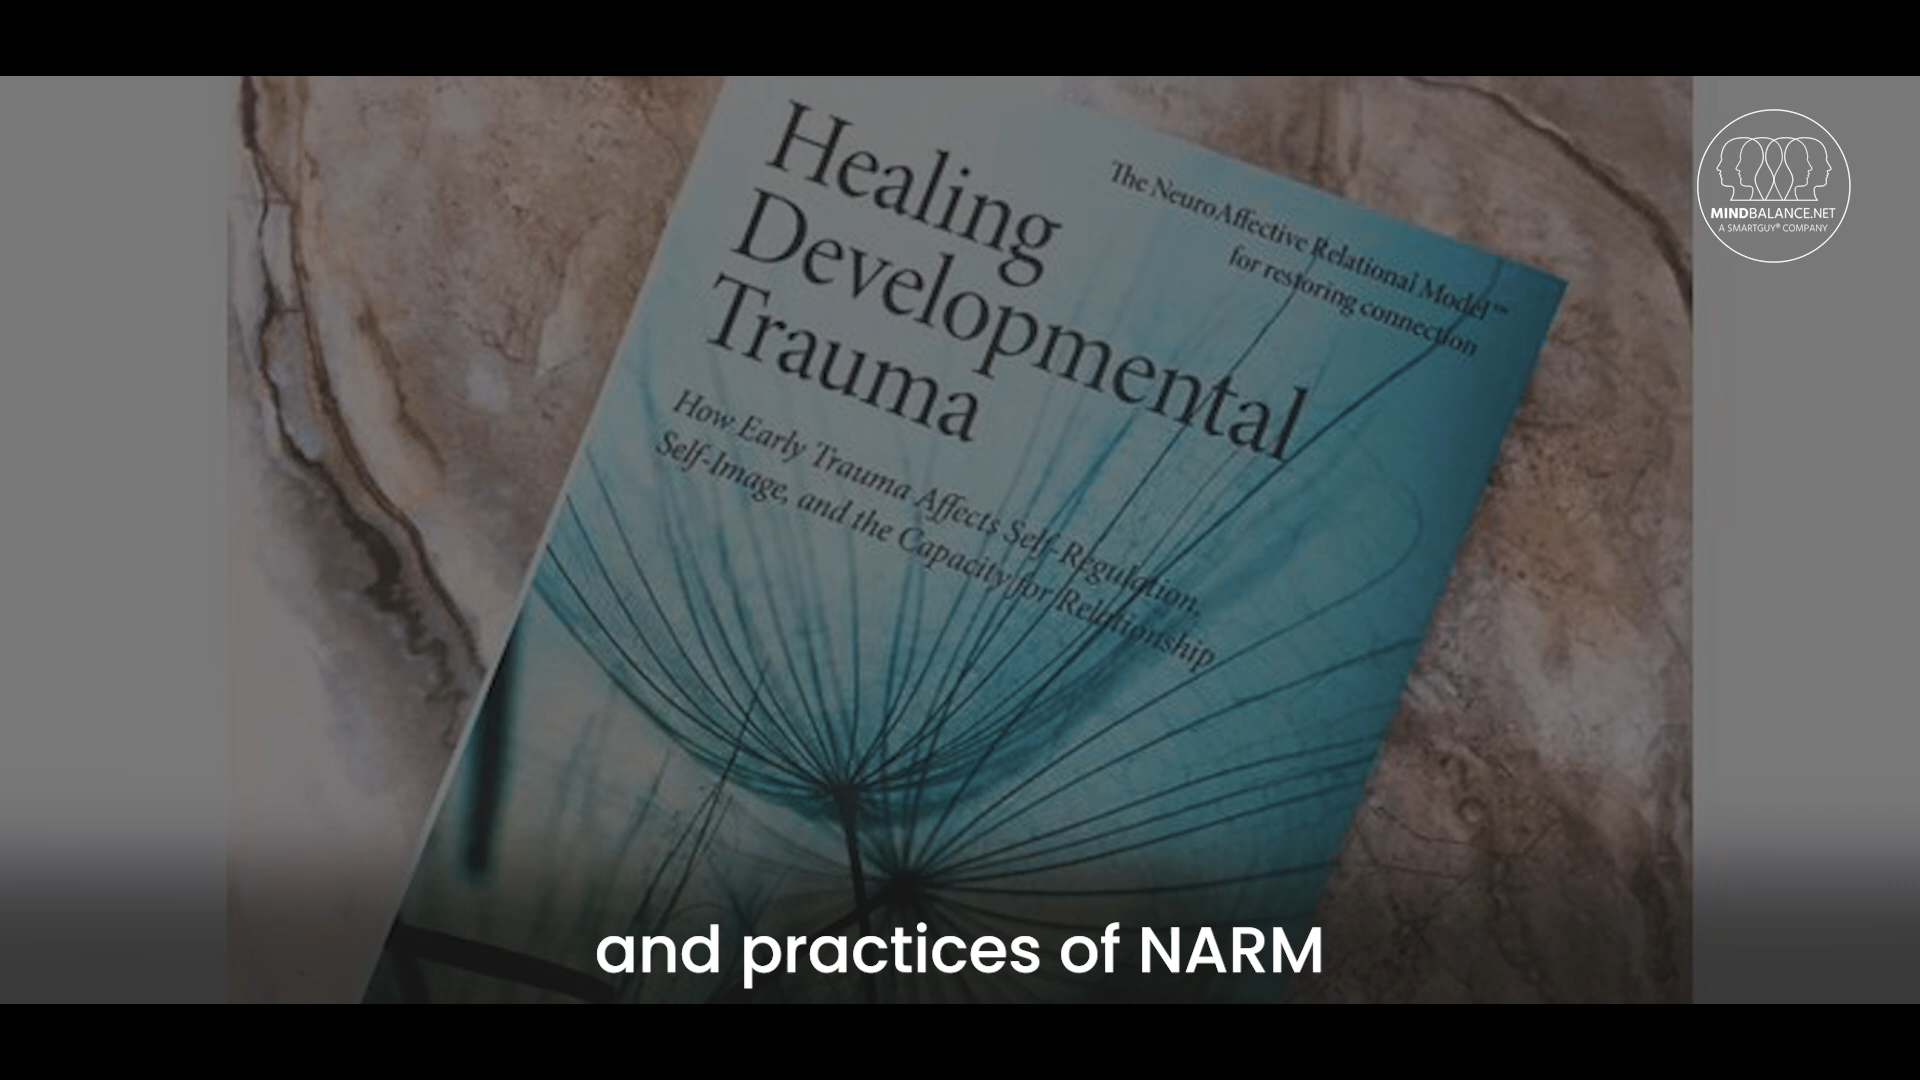 Healing
Developmental
Trauma
The NeuroAffective Relational Model™
for restoring connection
How Early Trauma Affects Self-Regulation,
Self-Image, and the Capacity for Relationship
MINDBALANCE.NET
A SMARTGUY® COMPANY
and practices of NARM